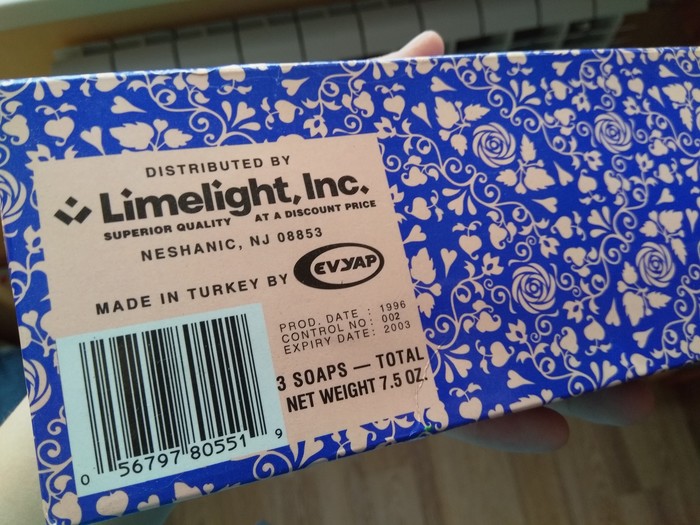 DISTRIBUTED BY
Limelight, Inc.
SUPERIOR QUALITY AT A DISCOUNT PRICE
NESHANIC, NJ 08853
MADE IN TURKEY BY EVYAP
PROD. DATE : 1996
CONTROL NO : 002
EXPIRY DATE : 2003
3 SOAPS — TOTAL
NET WEIGHT 7.5 OZ.
0 56797 80551 9